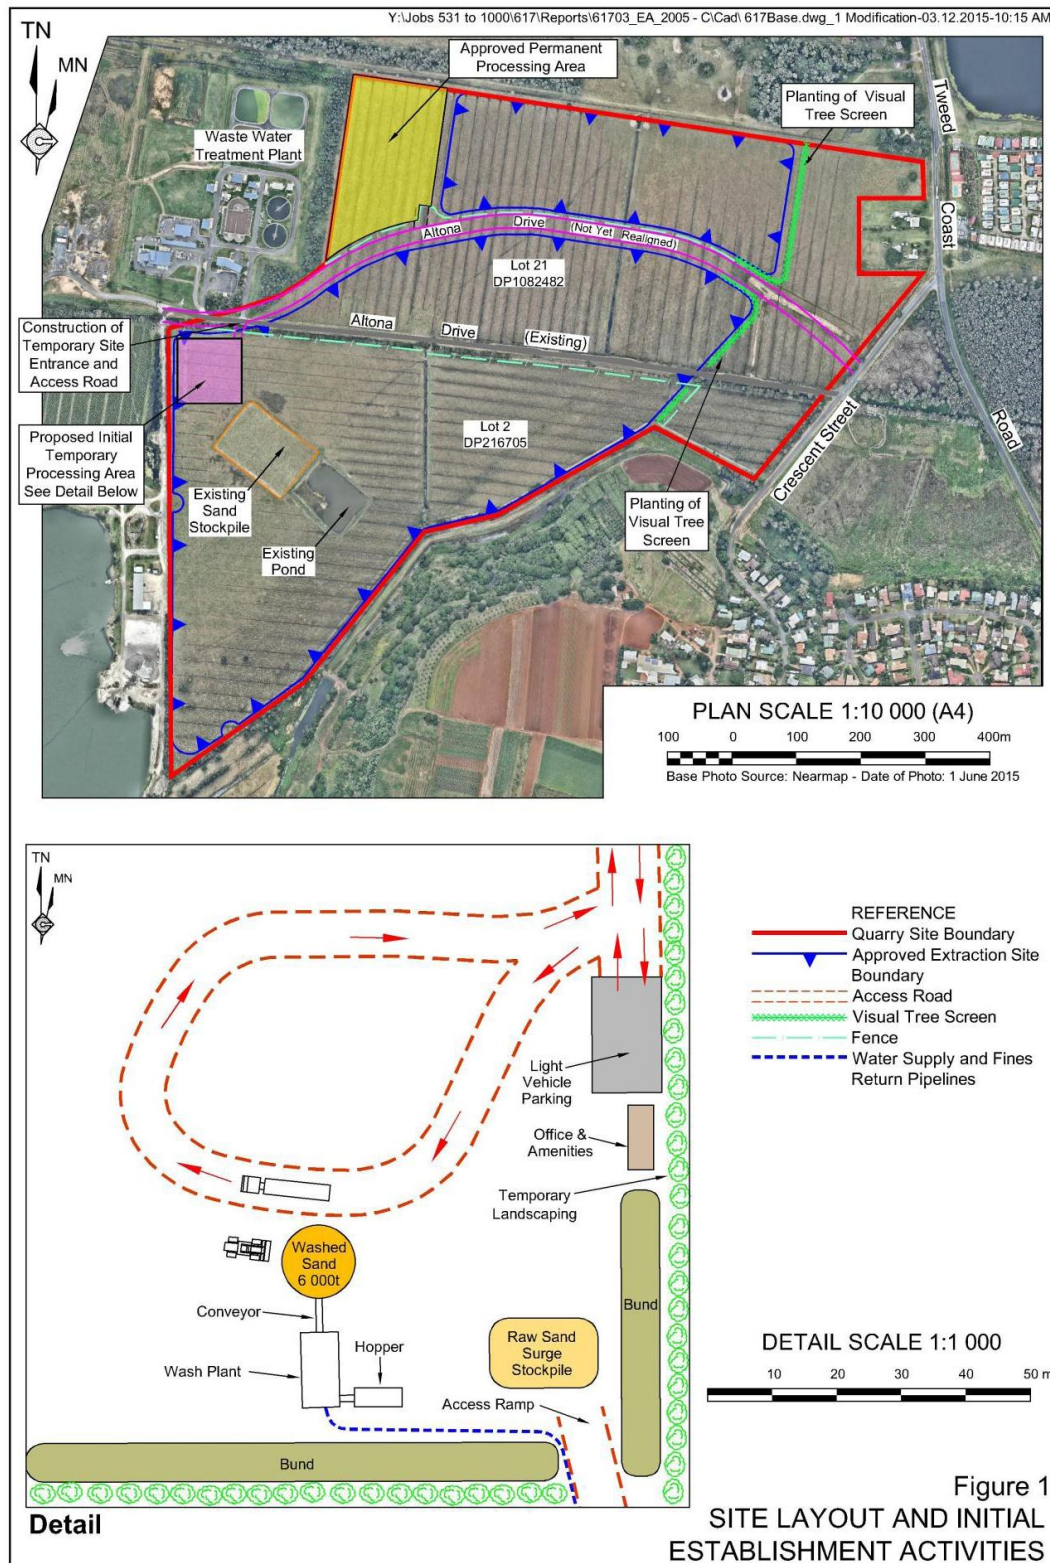 Y:\Jobs 531 to 1000\617\Reports\61703_EA_2005 - C\Cad\ 617Base.dwg_1 Modification-03.12.2015-10:15 AM
TN
MN
Approved Permanent
Processing Area
Planting of Visual
Tree Screen
Waste Water
Treatment Plant
Tweed
Coast
Road
Altona
Drive
(Not Yet Realigned)
Lot 21
DP1082482
Construction of
Temporary Site
Entrance and
Access Road
Altona
Drive
(Existing)
Proposed Initial
Temporary
Processing Area
See Detail Below
Lot 2
DP216705
Crescent Street
Existing
Sand
Stockpile
Existing
Pond
Planting of
Visual Tree
Screen
PLAN SCALE 1:10 000 (A4)
100 0 100 200 300 400m
Base Photo Source: Nearmap - Date of Photo: 1 June 2015
TN
MN
REFERENCE
Quarry Site Boundary
Approved Extraction Site
Boundary
Access Road
Visual Tree Screen
Fence
Water Supply and Fines
Return Pipelines
Light
Vehicle
Parking
Office &
Amenities
Temporary
Landscaping
Washed
Sand
6 000t
Conveyor
Bund
Hopper
Raw Sand
Surge
Stockpile
Wash Plant
Access Ramp
Bund
DETAIL SCALE 1:1 000
10 20 30 40 50 m
Detail
Figure 1
SITE LAYOUT AND INITIAL
ESTABLISHMENT ACTIVITIES